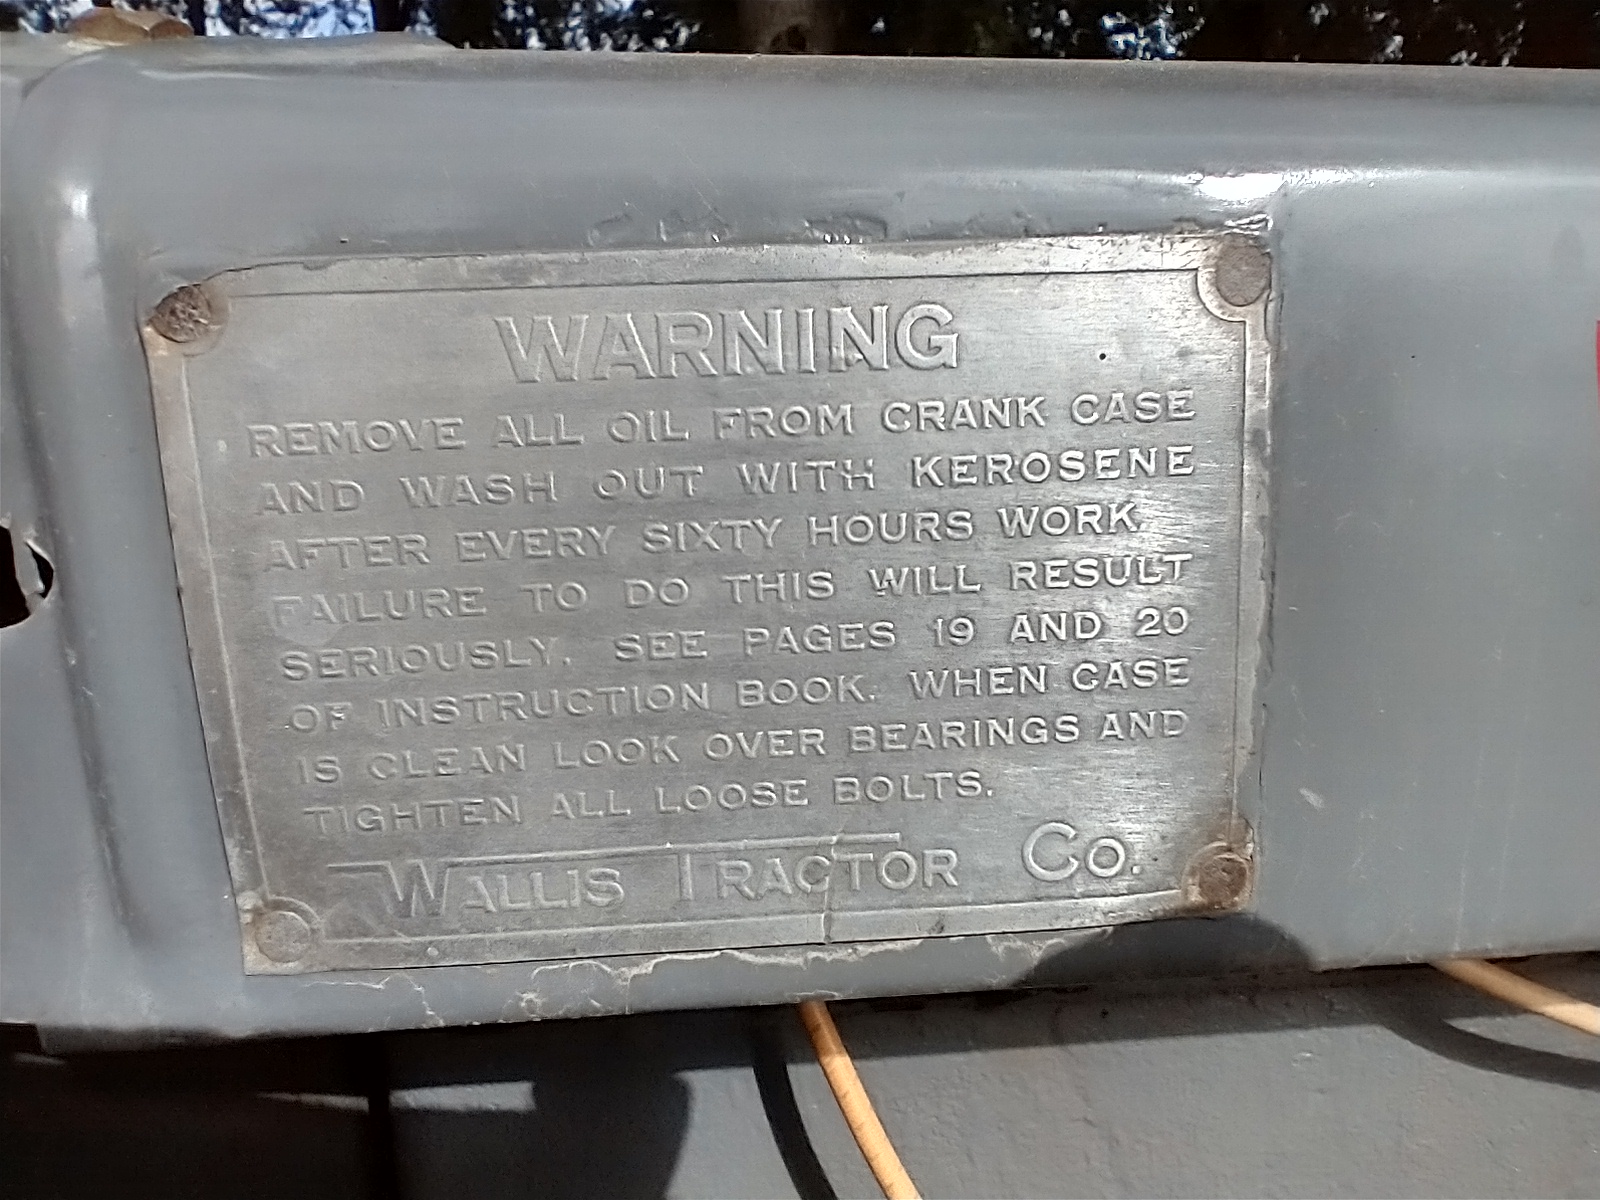 WARNING
REMOVE ALL OIL FROM CRANK CASE
AND WASH OUT WITH KEROSENE
AFTER EVERY SIXTY HOURS WORK.
FAILURE TO DO THIS WILL RESULT
SERIOUSLY. SEE PAGES 19 AND 20
OF INSTRUCTION BOOK. WHEN CASE
IS CLEAN LOOK OVER BEARINGS AND
TIGHTEN ALL LOOSE BOLTS.
WALLIS TRACTOR CO.